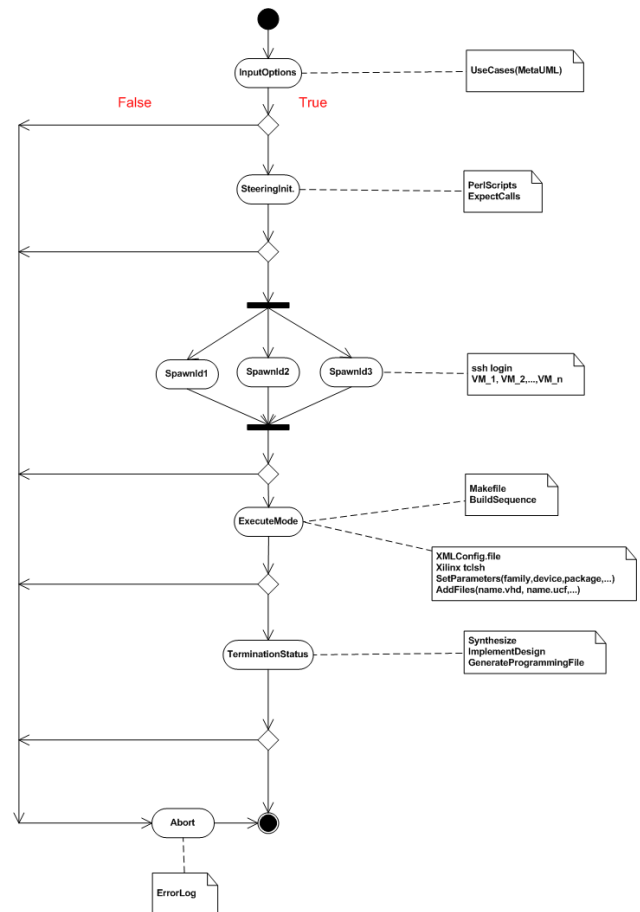 InputOptions
UseCases(MetaUML)
False
True
SteeringInit.
PerlScripts
ExpectCalls
SpawnId1
SpawnId2
SpawnId3
ssh login
VM_1, VM_2,...,VM_n
Makefile
BuildSequence
ExecuteMode
XMLConfig.file
Xilinx tclsh
SetParameters(family,device,package,...)
AddFiles(name.vhd, name.ucf,...)
TerminationStatus
Synthesize
ImplementDesign
GenerateProgrammingFile
Abort
ErrorLog